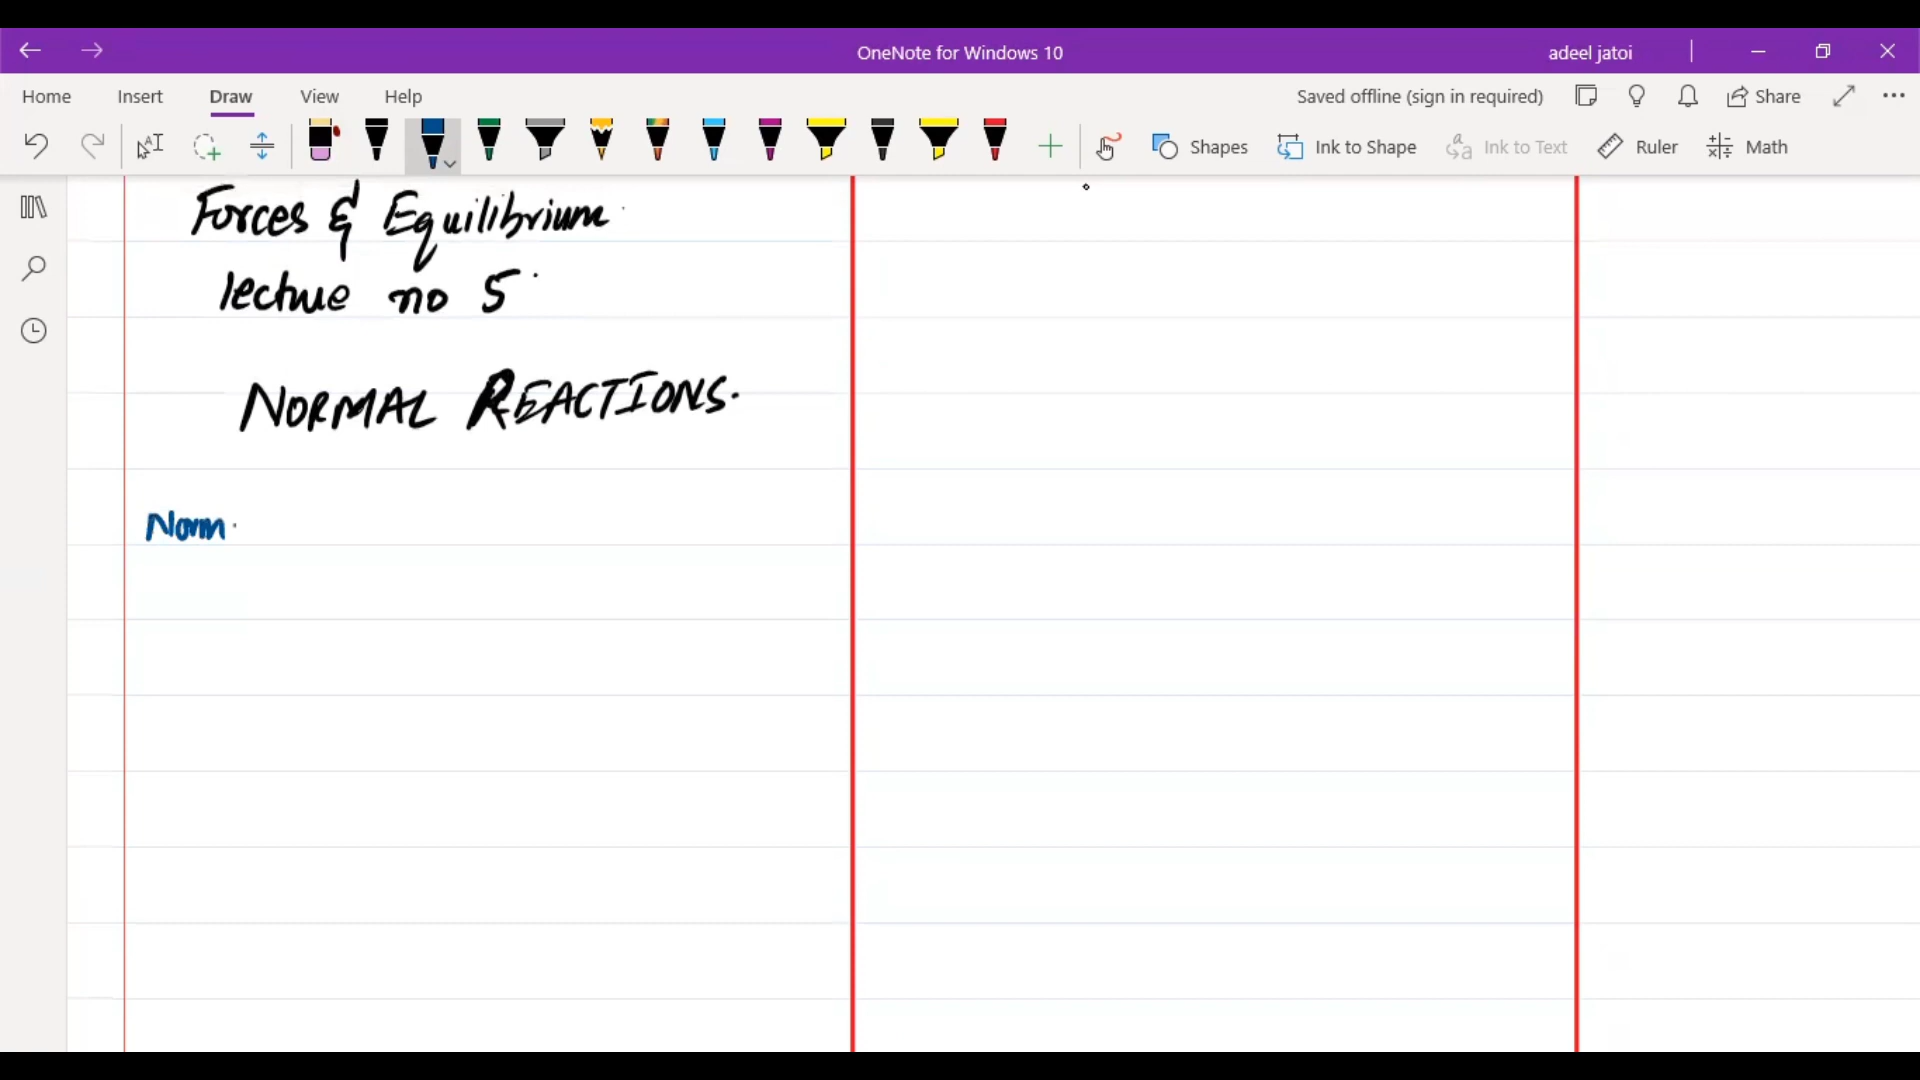 OneNote for Windows 10
adeel jatoi
Home Insert Draw View Help
Saved offline (sign in required) Share
Shapes Ink to Shape Ink to Text Ruler Math
Forces & Equilibrium
lecture no 5
NORMAL REACTIONS.
Norm